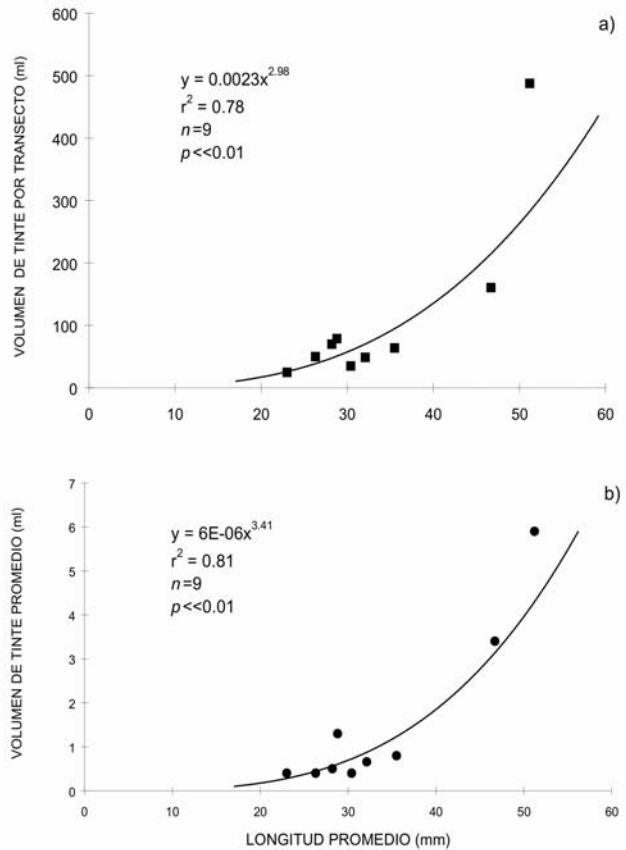 a)
VOLUMEN DE TINTE POR TRANSECTO (ml)
600
500
400
300
200
100
0
y = 0.0023x^2.98
r^2 = 0.78
n=9
p<<0.01
0 10 20 30 40 50 60
b)
VOLUMEN DE TINTE PROMEDIO (ml)
7
6
5
4
3
2
1
0
y = 6E-06x^3.41
r^2 = 0.81
n=9
p<<0.01
0 10 20 30 40 50 60
LONGITUD PROMEDIO (mm)